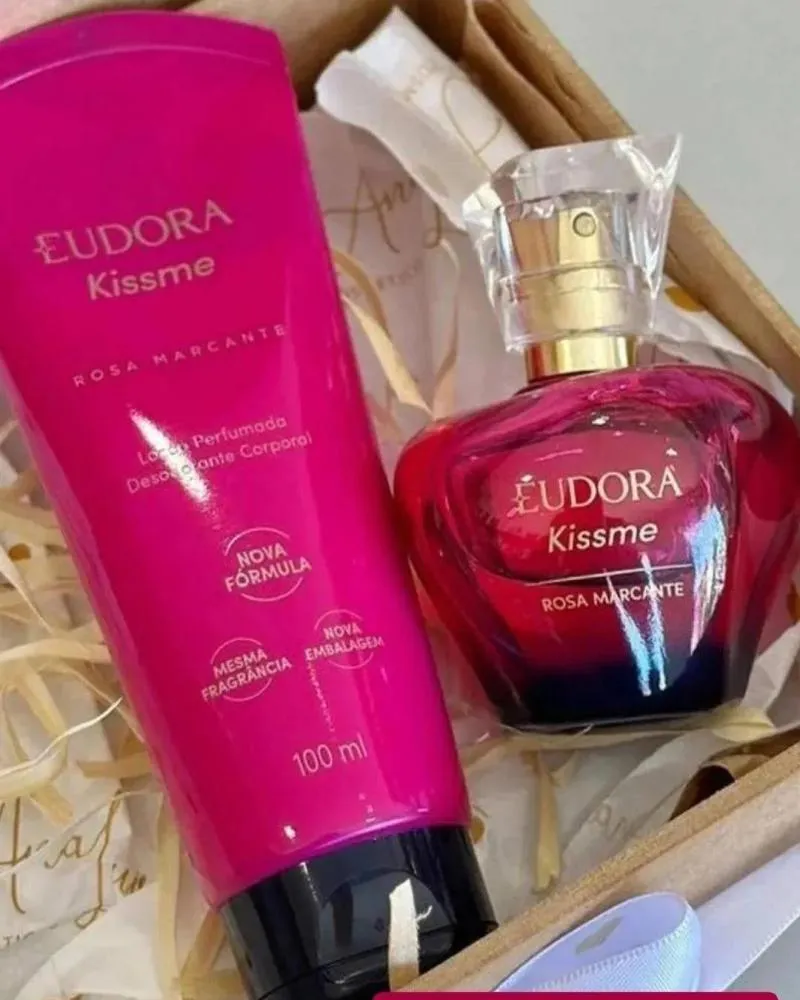 EUDORA
Kissme
ROSA MARCANTE
Loção Perfumada
Desodorante Corporal
NOVA
FÓRMULA
MESMA
FRAGRÂNCIA
NOVA
EMBALAGEM
100 ml
EUDORA
Kissme
ROSA MARCANTE